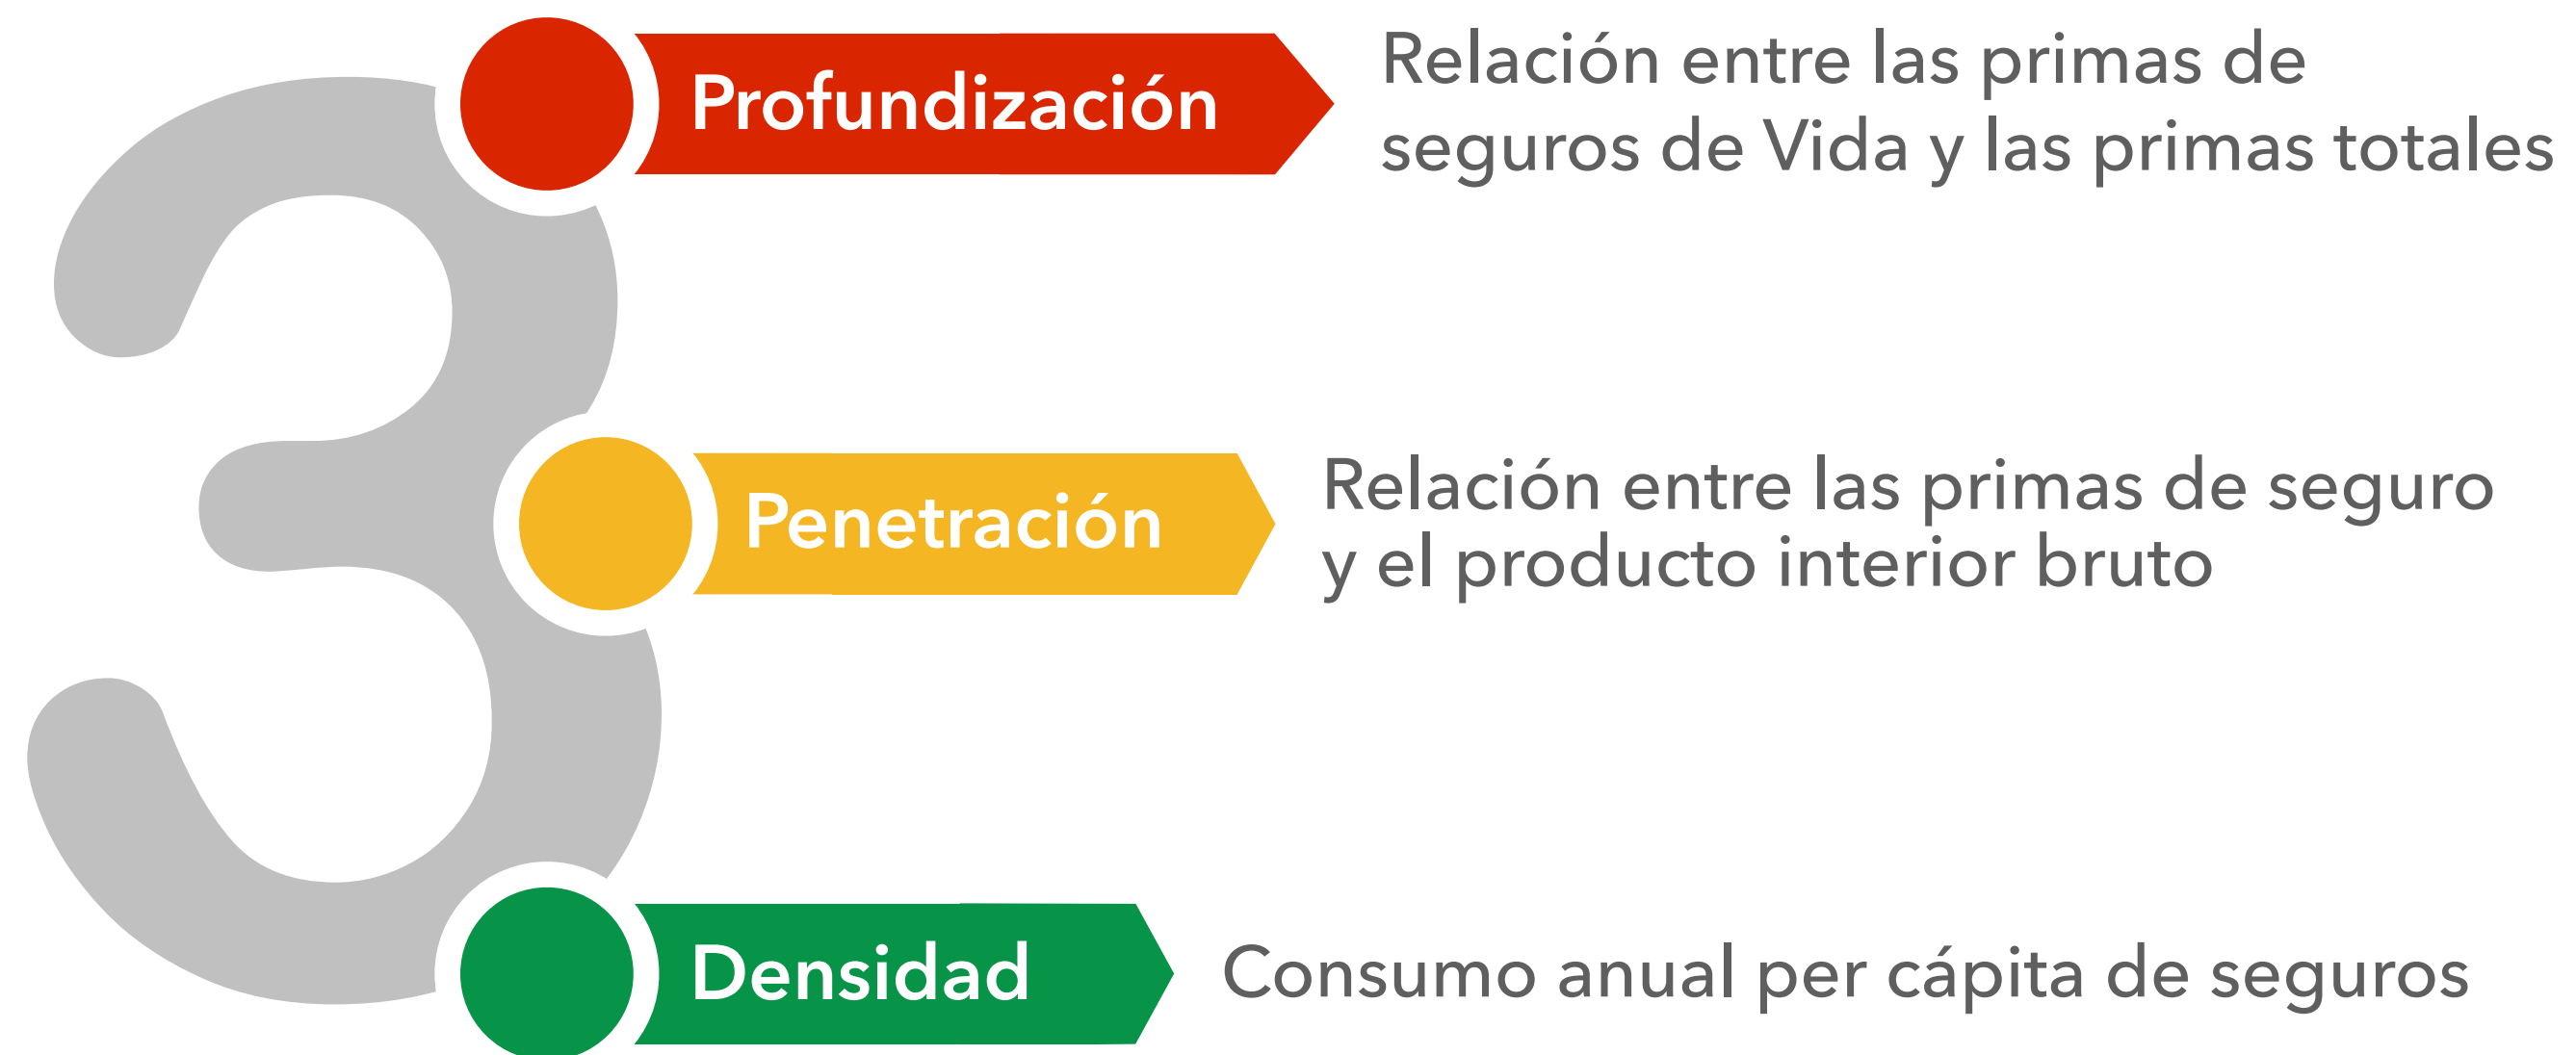 3
Profundización
Relación entre las primas de
seguros de Vida y las primas totales
Penetración
Relación entre las primas de seguro
y el producto interior bruto
Densidad
Consumo anual per cápita de seguros